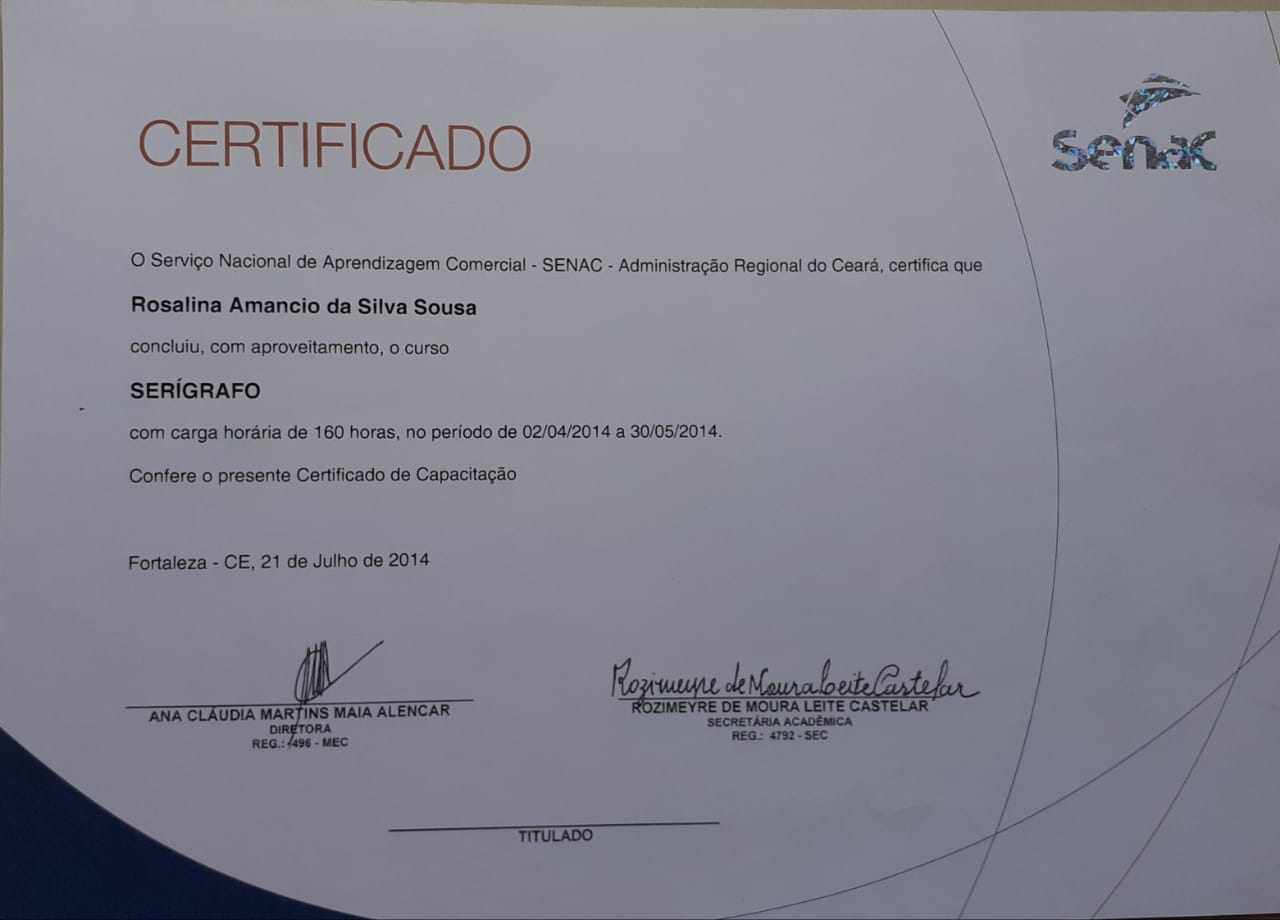 CERTIFICADO
Senac
O Serviço Nacional de Aprendizagem Comercial - SENAC - Administração Regional do Ceará, certifica que
Rosalina Amancio da Silva Sousa
concluiu, com aproveitamento, o curso
SERÍGRAFO
com carga horária de 160 horas, no período de 02/04/2014 a 30/05/2014.
Confere o presente Certificado de Capacitação
Fortaleza - CE, 21 de Julho de 2014
Rozimeyre de Moura Leite Castelar
ANA CLÁUDIA MARTINS MAIA ALENCAR
DIRETORA
REG.: 496 - MEC
ROZIMEYRE DE MOURA LEITE CASTELAR
SECRETÁRIA ACADÊMICA
REG.: 4792 - SEC
TITULADO